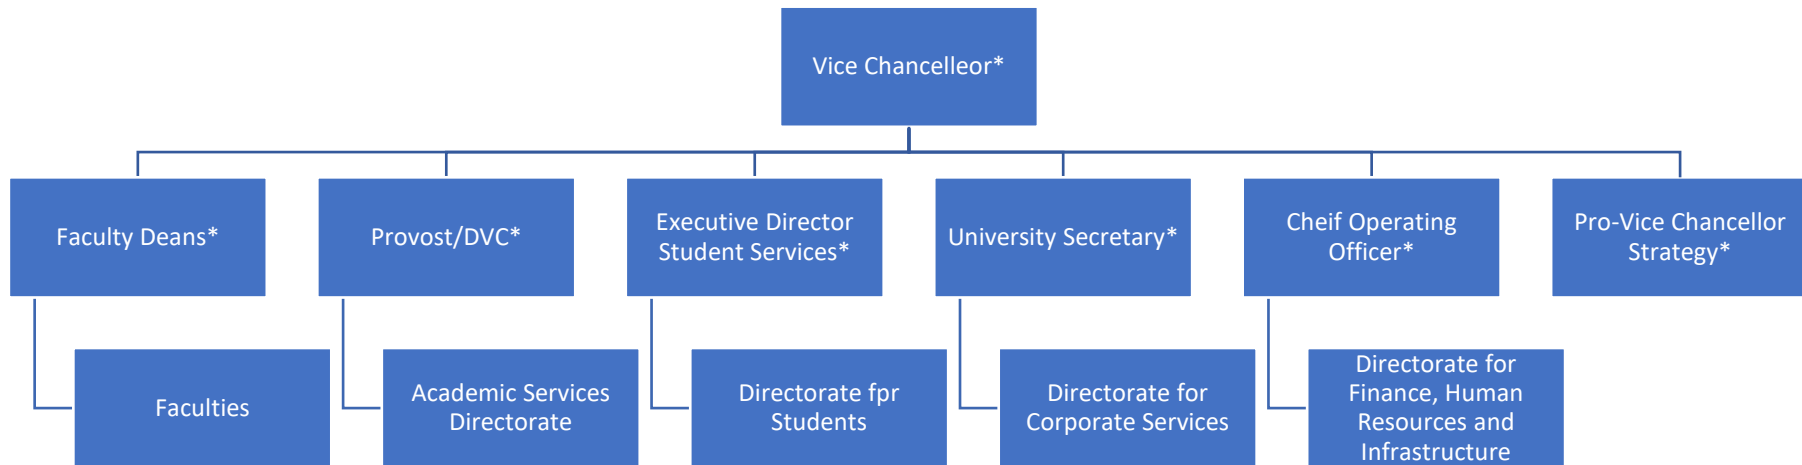 Vice Chancelleor*
Faculty Deans*
Provost/DVC*
Executive Director
Student Services*
University Secretary*
Cheif Operating
Officer*
Pro-Vice Chancellor
Strategy*
Faculties
Academic Services
Directorate
Directorate fpr
Students
Directorate for
Corporate Services
Directorate for
Finance, Human
Resources and
Infrastructure